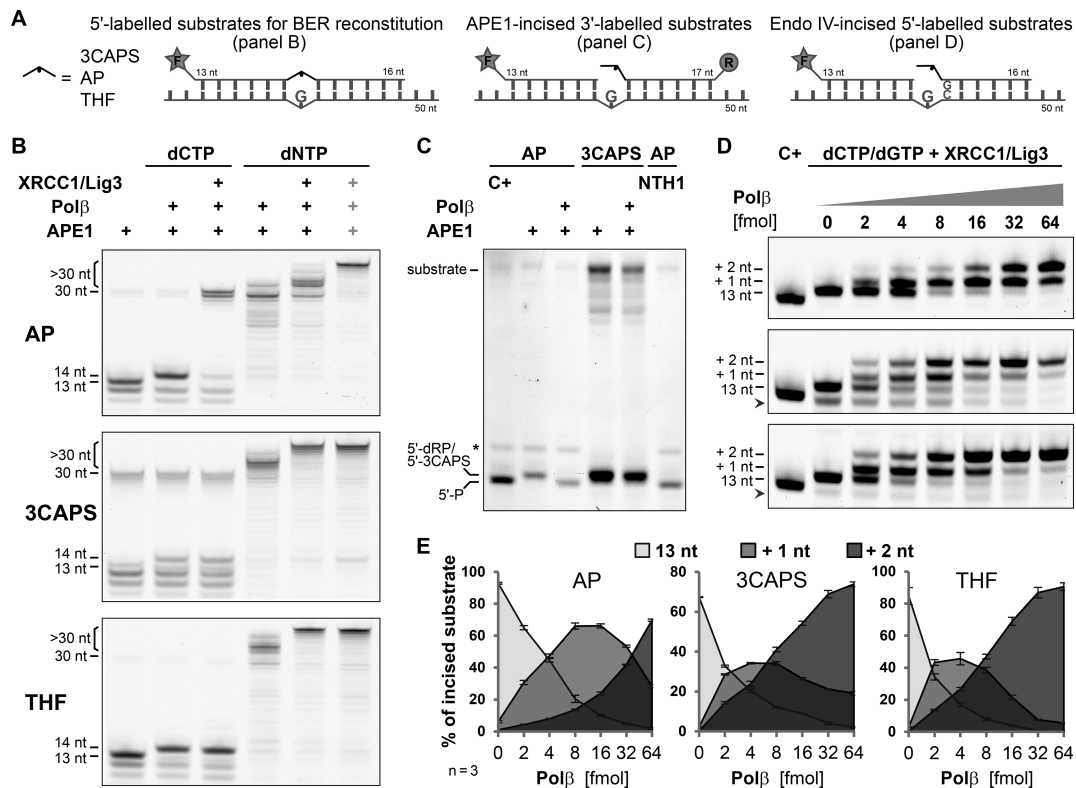 A
5'-labelled substrates for BER reconstitution
(panel B)
APE1-incised 3'-labelled substrates
(panel C)
Endo IV-incised 5'-labelled substrates
(panel D)
3CAPS
= AP
THF
F
13 nt
16 nt
G
50 nt
F
13 nt
17 nt
R
G
50 nt
F
13 nt
16 nt
G
G
C
50 nt
B
dCTP
dNTP
XRCC1/Lig3 + + +
Polβ + + + + +
APE1 + + + + + +
>30 nt
30 nt
AP
14 nt
13 nt
>30 nt
30 nt
3CAPS
14 nt
13 nt
>30 nt
30 nt
THF
14 nt
13 nt
C
AP 3CAPS AP
C+ NTH1
Polβ + +
APE1 + + + +
substrate
5'-dRP/ *
5'-3CAPS
5'-P
D
C+ dCTP/dGTP + XRCC1/Lig3
Polβ
[fmol] 0 2 4 8 16 32 64
+ 2 nt
+ 1 nt
13 nt
+ 2 nt
+ 1 nt
13 nt
+ 2 nt
+ 1 nt
13 nt
E
13 nt + 1 nt + 2 nt
% of incised substrate
AP
100
80
60
40
20
0
0 2 4 8 16 32 64
Polβ [fmol]
n = 3
3CAPS
80
60
40
20
0
0 2 4 8 16 32 64
Polβ [fmol]
THF
100
80
60
40
20
0
0 2 4 8 16 32 64
Polβ [fmol]